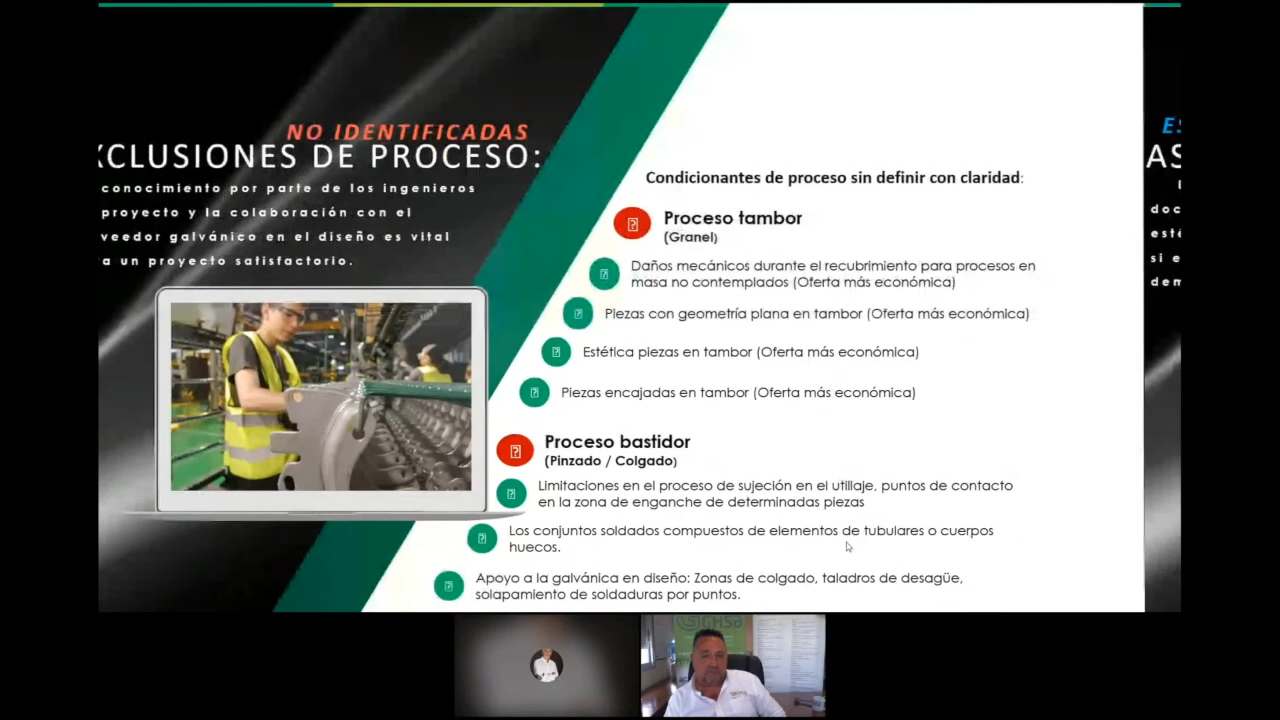 NO IDENTIFICADAS
XCLUSIONES DE PROCESO:
conocimiento por parte de los ingenieros
proyecto y la colaboración con el
veedor galvánico en el diseño es vital
a un proyecto satisfactorio.
Condicionantes de proceso sin definir con claridad:
Proceso tambor
(Granel)
Daños mecánicos durante el recubrimiento para procesos en
masa no contemplados (Oferta más económica)
Piezas con geometría plana en tambor (Oferta más económica)
Estética piezas en tambor (Oferta más económica)
Piezas encajadas en tambor (Oferta más económica)
Proceso bastidor
(Pinzado / Colgado)
Limitaciones en el proceso de sujeción en el utillaje, puntos de contacto
en la zona de enganche de determinadas piezas
Los conjuntos soldados compuestos de elementos de tubulares o cuerpos
huecos.
Apoyo a la galvánica en diseño: Zonas de colgado, taladros de desagüe,
solapamiento de soldaduras por puntos.
ES
AS
doc
esté
si e
dem